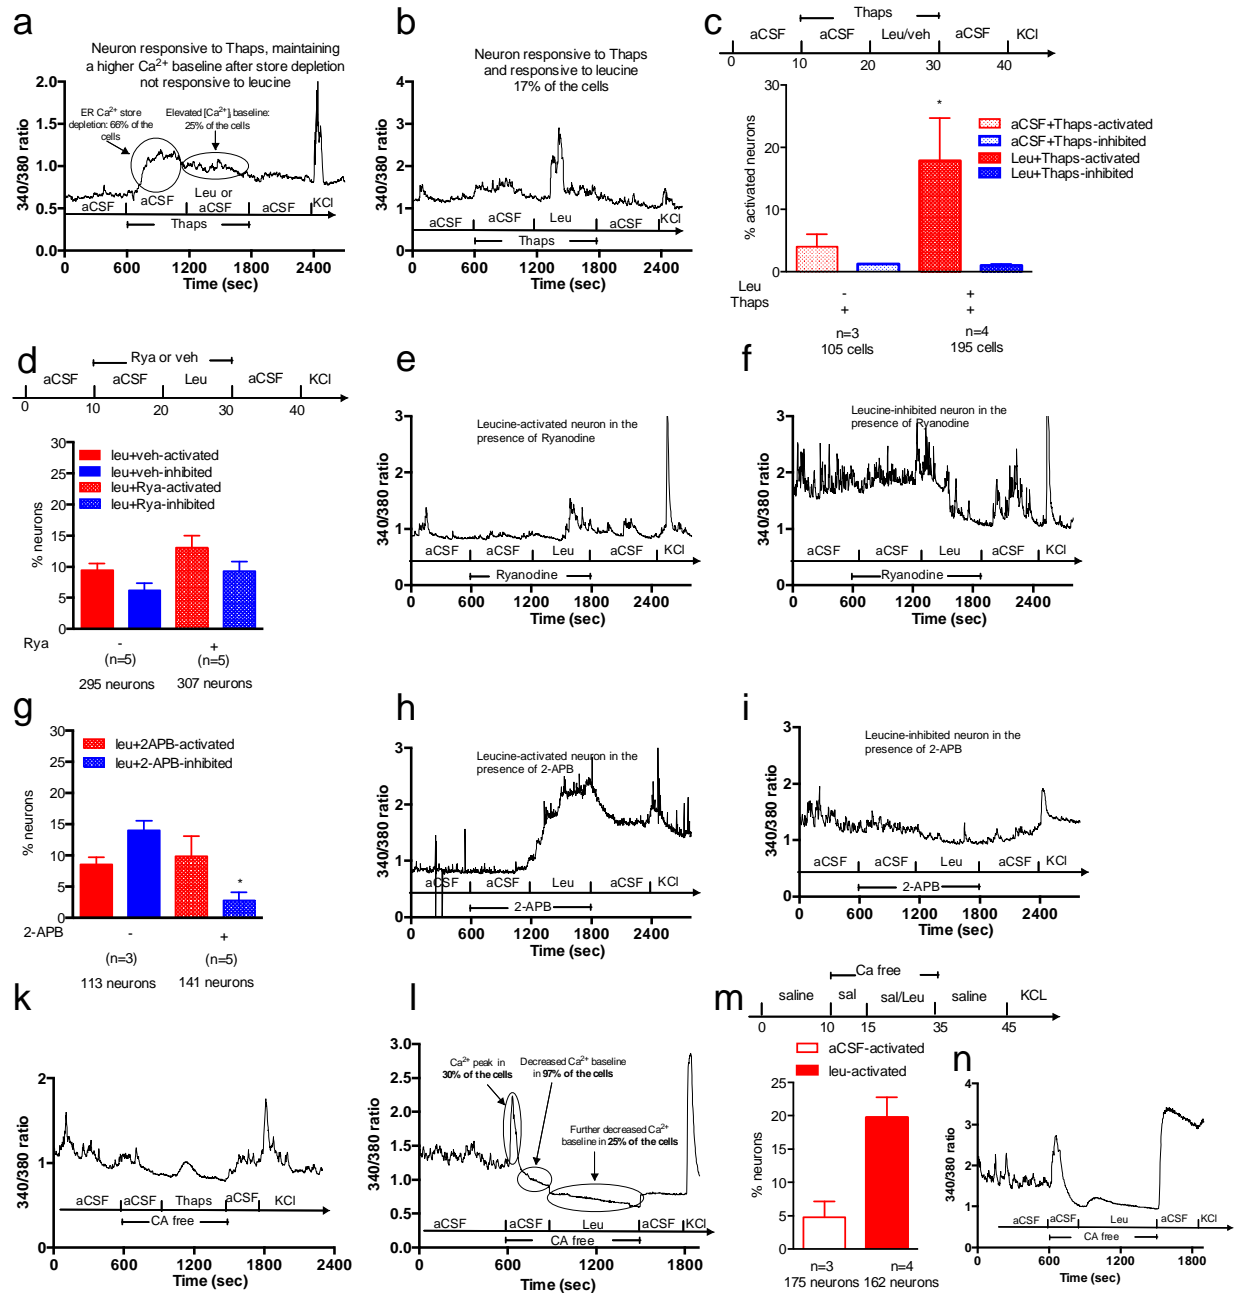 a
Neuron responsive to Thaps, maintaining
a higher Ca2+ baseline after store depletion
not responsive to leucine
2.0
1.5
1.0
0.5
0.0
340/380 ratio
ER Ca2+ store
depletion: 66% of the
cells
Elevated [Ca2+]i baseline:
25% of the cells
Leu or
aCSF aCSF aCSF aCSF KCl
Thaps
0 600 1200 1800 2400
Time (sec)
b
Neuron responsive to Thaps
and responsive to leucine
17% of the cells
4
3
2
1
0
340/380 ratio
aCSF aCSF Leu aCSF KCl
Thaps
0 600 1200 1800 2400
Time (sec)
c
Thaps
aCSF aCSF Leu/veh aCSF KCl
0 10 20 30 40
30
20
10
0
% activated neurons
*
aCSF+Thaps-activated
aCSF+Thaps-inhibited
Leu+Thaps-activated
Leu+Thaps-inhibited
Leu - +
Thaps + +
n=3 n=4
105 cells 195 cells
d
Rya or veh
aCSF aCSF Leu aCSF KCl
0 10 20 30 40
30
25
20
15
10
5
0
% neurons
leu+veh-activated
leu+veh-inhibited
leu+Rya-activated
leu+Rya-inhibited
Rya - +
(n=5) (n=5)
295 neurons 307 neurons
e
Leucine-activated neuron in the
presence of Ryanodine
3
2
1
0
340/380 ratio
aCSF aCSF Leu aCSF KCl
Ryanodine
0 600 1200 1800 2400
Time (sec)
f
Leucine-inhibited neuron in the
presence of Ryanodine
3
2
1
0
340/380 ratio
aCSF aCSF Leu aCSF KCl
Ryanodine
0 600 1200 1800 2400
Time (sec)
g
30
25
20
15
10
5
0
% neurons
leu+2APB-activated
leu+2-APB-inhibited
*
2-APB - +
(n=3) (n=5)
113 neurons 141 neurons
h
Leucine-activated neuron in the
presence of 2-APB
3
2
1
0
340/380 ratio
aCSF aCSF Leu aCSF KCl
2-APB
0 600 1200 1800 2400
Time (sec)
i
Leucine-inhibited neuron in the
presence of 2-APB
3
2
1
0
340/380 ratio
aCSF aCSF Leu aCSF KCl
2-APB
0 600 1200 1800 2400
Time (sec)
k
2
1
0
340/380 ratio
aCSF aCSF Thaps aCSF KCl
CA free
0 600 1200 1800 2400
Time (sec)
l
3.0
2.5
2.0
1.5
1.0
0.5
0.0
340/380 ratio
Ca2+ peak in
30% of the cells
Decreased Ca2+ baseline
in 97% of the cells
Further decreased Ca2+
baseline in 25% of the cells
aCSF aCSF Leu aCSF KCl
CA free
0 600 1200 1800
Time (sec)
m
Ca free
saline sal sal/Leu saline KCL
0 10 15 35 45
aCSF-activated
leu-activated
25
20
15
10
5
0
% neurons
n=3 n=4
175 neurons 162 neurons
n
4
3
2
1
0
340/380 ratio
aCSF aCSF Leu aCSF KCl
CA free
0 600 1200 1800
Time (sec)